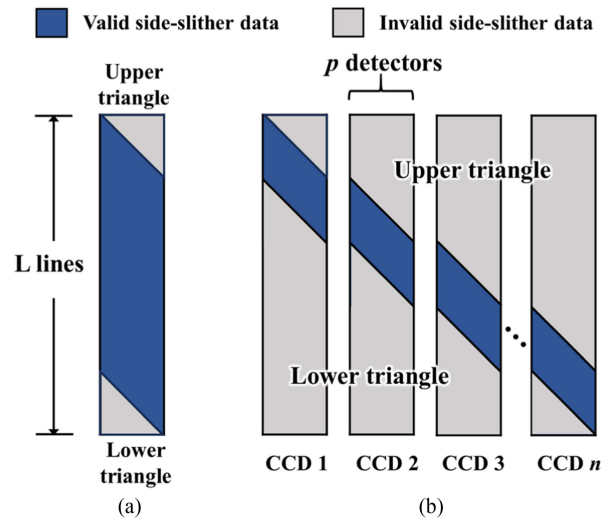 Valid side-slither data
Invalid side-slither data
Upper
triangle
p detectors
Upper triangle
L lines
Lower triangle
Lower
triangle
CCD 1
CCD 2
CCD 3
CCD n
(a)
(b)